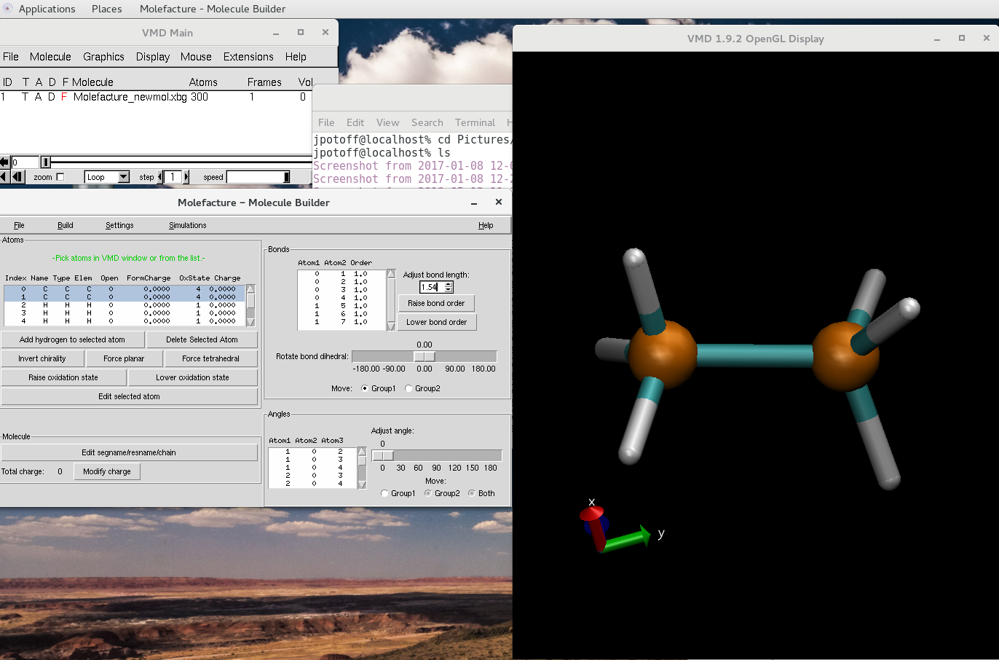 Applications Places Molefacture - Molecule Builder
VMD Main
File Molecule Graphics Display Mouse Extensions Help
ID T A D F Molecule Atoms Frames Vol
1 T A D F Molefacture_newmol.xbg 300 1 0
0
zoom Loop step 1 speed
File Edit View Search Terminal
jpotoff@localhost% cd Pictures/
jpotoff@localhost% ls
Screenshot from 2017-01-08 12-
Screenshot from 2017-01-08 12-
Molefacture - Molecule Builder
File Build Settings Simulations Help
Atoms
-Pick atoms in VMD window or from the list.-
Index Name Type Elem Open FormCharge OxState Charge
0 C C C 0 0.0000 4 0.0000
1 C C C 0 0.0000 4 0.0000
2 H H H 0 0.0000 1 0.0000
3 H H H 0 0.0000 1 0.0000
4 H H H 0 0.0000 1 0.0000
Add hydrogen to selected atom Delete Selected Atom
Invert chirality Force planar Force tetrahedral
Raise oxidation state Lower oxidation state
Edit selected atom
Molecule
Edit segname/resname/chain
Total charge: 0 Modify charge
Bonds
Atom1 Atom2 Order
0 1 1.0
0 2 1.0
0 3 1.0
0 4 1.0
1 5 1.0
1 6 1.0
1 7 1.0
Adjust bond length:
1.54
Raise bond order
Lower bond order
0.00
Rotate bond dihedral:
-180.00 -90.00 0.00 90.00 180.00
Move: Group1 Group2
Angles
Atom1 Atom2 Atom3
1 0 2
1 0 3
1 0 4
2 0 3
2 0 4
Adjust angle:
0
0 30 60 90 120 150 180
Move:
Group1 Group2 Both
VMD 1.9.2 OpenGL Display
x
y